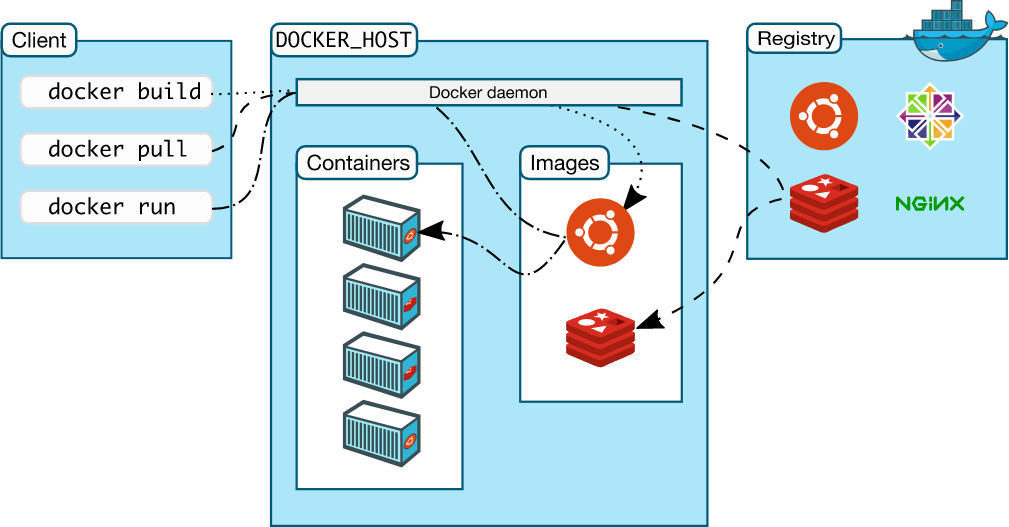 Client
docker build
docker pull
docker run
DOCKER_HOST
Docker daemon
Containers
Images
Registry
NGINX